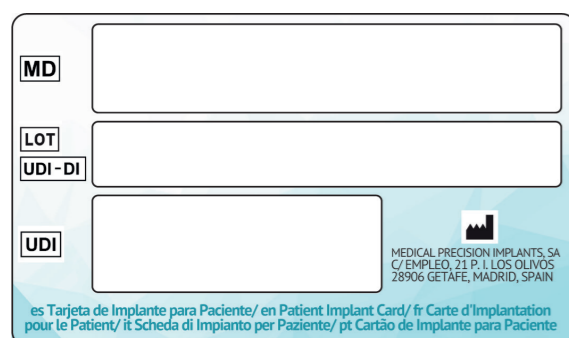 MD
LOT
UDI-DI
UDI
MEDICAL PRECISION IMPLANTS, SA
C/ EMPLEO, 21 P. I. LOS OLIVOS
28906 GETAFE, MADRID, SPAIN
es Tarjeta de Implante para Paciente/ en Patient Implant Card/ fr Carte d'Implantation
pour le Patient/ it Scheda di Impianto per Paziente/ pt Cartão de Implante para Paciente